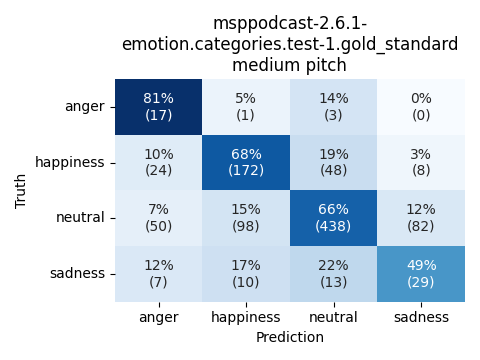 msppodcast-2.6.1-
emotion.categories.test-1.gold_standard
medium pitch
Truth
anger
81%
(17)
5%
(1)
14%
(3)
0%
(0)
happiness
10%
(24)
68%
(172)
19%
(48)
3%
(8)
neutral
7%
(50)
15%
(98)
66%
(438)
12%
(82)
sadness
12%
(7)
17%
(10)
22%
(13)
49%
(29)
anger
happiness
neutral
sadness
Prediction